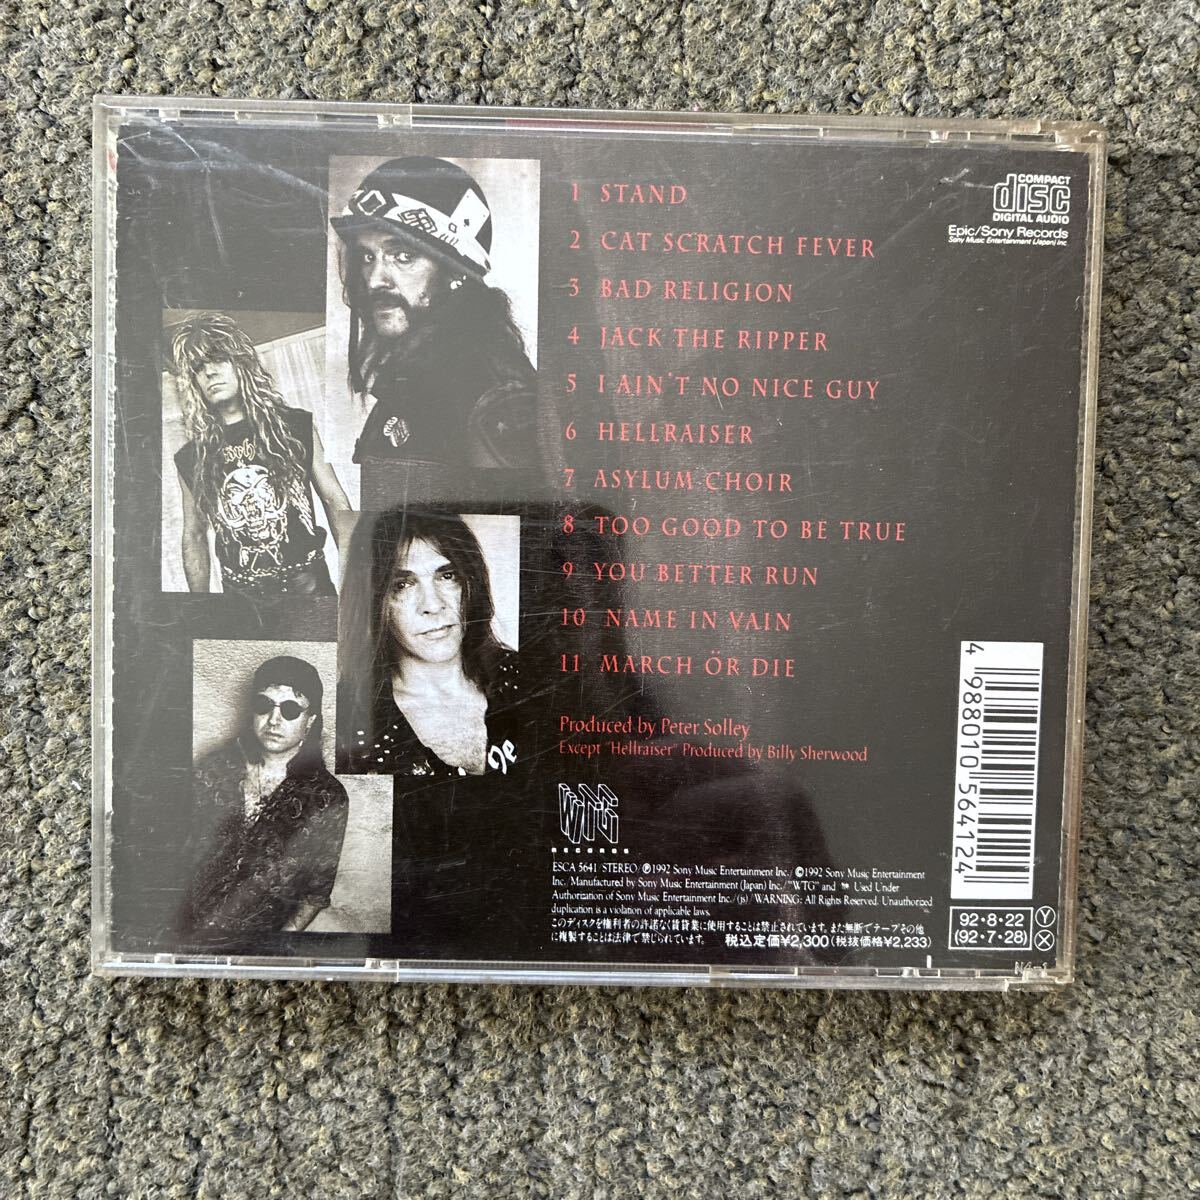 1 STAND
2 CAT SCRATCH FEVER
3 BAD RELIGION
4 JACK THE RIPPER
5 I AIN'T NO NICE GUY
6 HELLRAISER
7 ASYLUM CHOIR
8 TOO GOOD TO BE TRUE
9 YOU BETTER RUN
10 NAME IN VAIN
11 MARCH ÖR DIE
Produced by Peter Solley
Except "Hellraiser" Produced by Billy Sherwood
COMPACT
disc
DIGITAL AUDIO
Epic/Sony Records
Sony Music Entertainment (Japan) Inc
WTG
RECORDS
ESCA 5641/STEREO/℗1992 Sony Music Entertainment Inc./©1992 Sony Music Entertainment
Inc./Manufactured by Sony Music Entertainment (Japan) Inc./"WTG" and Used Under
Authorization of Sony Music Entertainment Inc./(js)/WARNING: All Rights Reserved. Unauthorized
duplication is a violation of applicable laws.
このディスクを権利者の許諾なく賃貸業に使用することは禁止されています。また無断でテープその他
に複製することは法律で禁じられています。 税込定価¥2,300(税抜価格¥2,233)
4 988010 564124
92・8・22 Y
(92・7・28) X